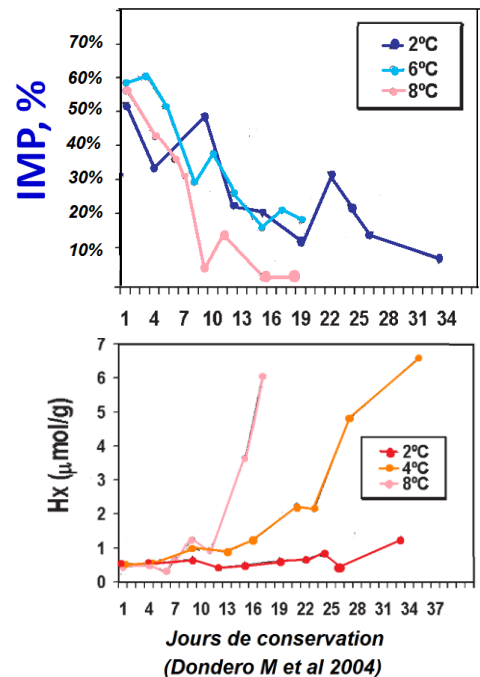 80%
70%
60%
50%
40%
30%
20%
10%
IMP, %
2ºC
6ºC
8ºC
1 4 7 10 13 16 19 22 25 28 31 34
7
6
5
4
3
2
1
0
Hx (µmol/g)
2ºC
4ºC
8ºC
1 4 7 10 13 16 19 22 25 28 31 34 37
Jours de conservation
(Dondero M et al 2004)